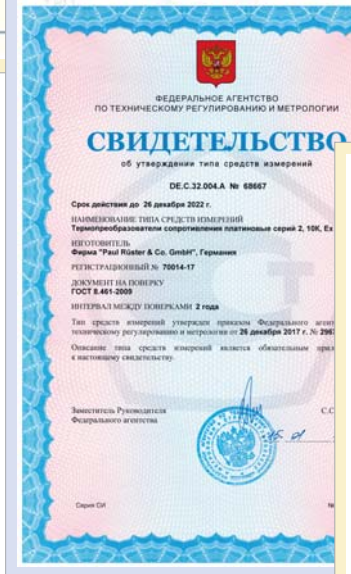 ФЕДЕРАЛЬНОЕ АГЕНТСТВО
ПО ТЕХНИЧЕСКОМУ РЕГУЛИРОВАНИЮ И МЕТРОЛОГИИ
СВИДЕТЕЛЬСТВО
об утверждении типа средств измерений
DE.C.32.004.A № 68667
Срок действия до 26 декабря 2022 г.
НАИМЕНОВАНИЕ ТИПА СРЕДСТВ ИЗМЕРЕНИЙ
Термопреобразователи сопротивления платиновые серий 2, 10К, Ex
ИЗГОТОВИТЕЛЬ
Фирма "Paul Rüster & Co. GmbH", Германия
РЕГИСТРАЦИОННЫЙ № 70014-17
ДОКУМЕНТ НА ПОВЕРКУ
ГОСТ 8.461-2009
ИНТЕРВАЛ МЕЖДУ ПОВЕРКАМИ 2 года
Тип средств измерений утвержден приказом Федерального агент
техническому регулированию и метрологии от 26 декабря 2017 г. № 296
Описание типа средств измерений является обязательным прил
к настоящему свидетельству.
Заместитель Руководителя
Федерального агентства
С.С
Серия СИ